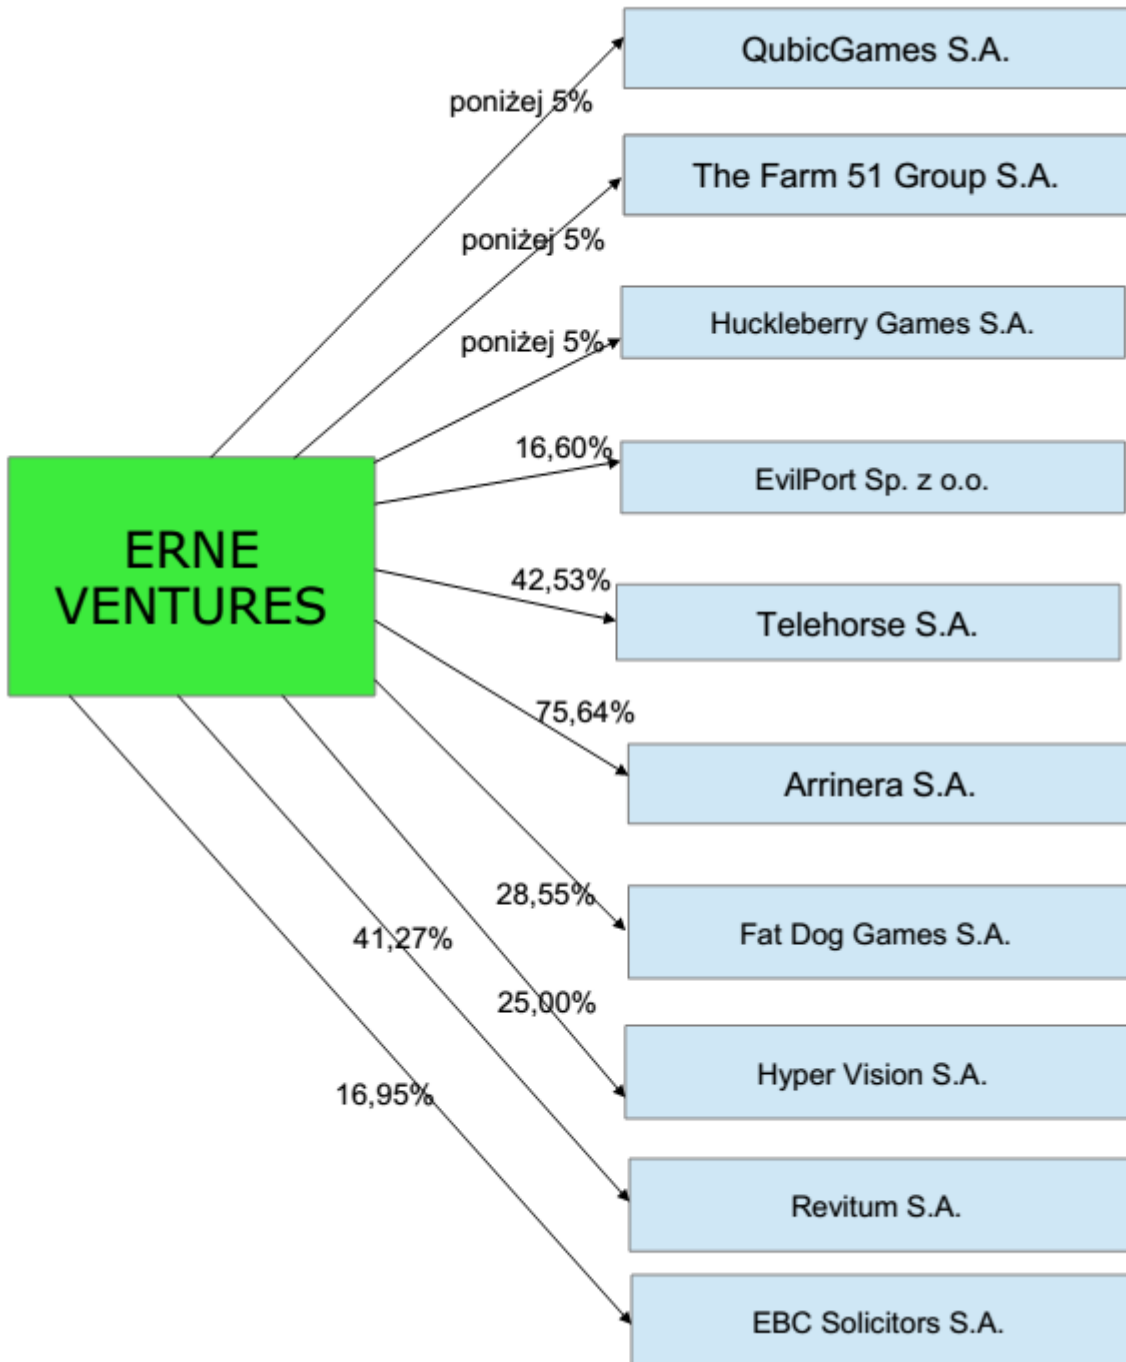 QubicGames S.A.
poniżej 5%
The Farm 51 Group S.A.
poniżej 5%
Huckleberry Games S.A.
poniżej 5%
16,60%
EvilPort Sp. z o.o.
ERNE
VENTURES
42,53%
Telehorse S.A.
75,64%
Arrinera S.A.
28,55%
Fat Dog Games S.A.
41,27%
25,00%
Hyper Vision S.A.
16,95%
Revitum S.A.
EBC Solicitors S.A.